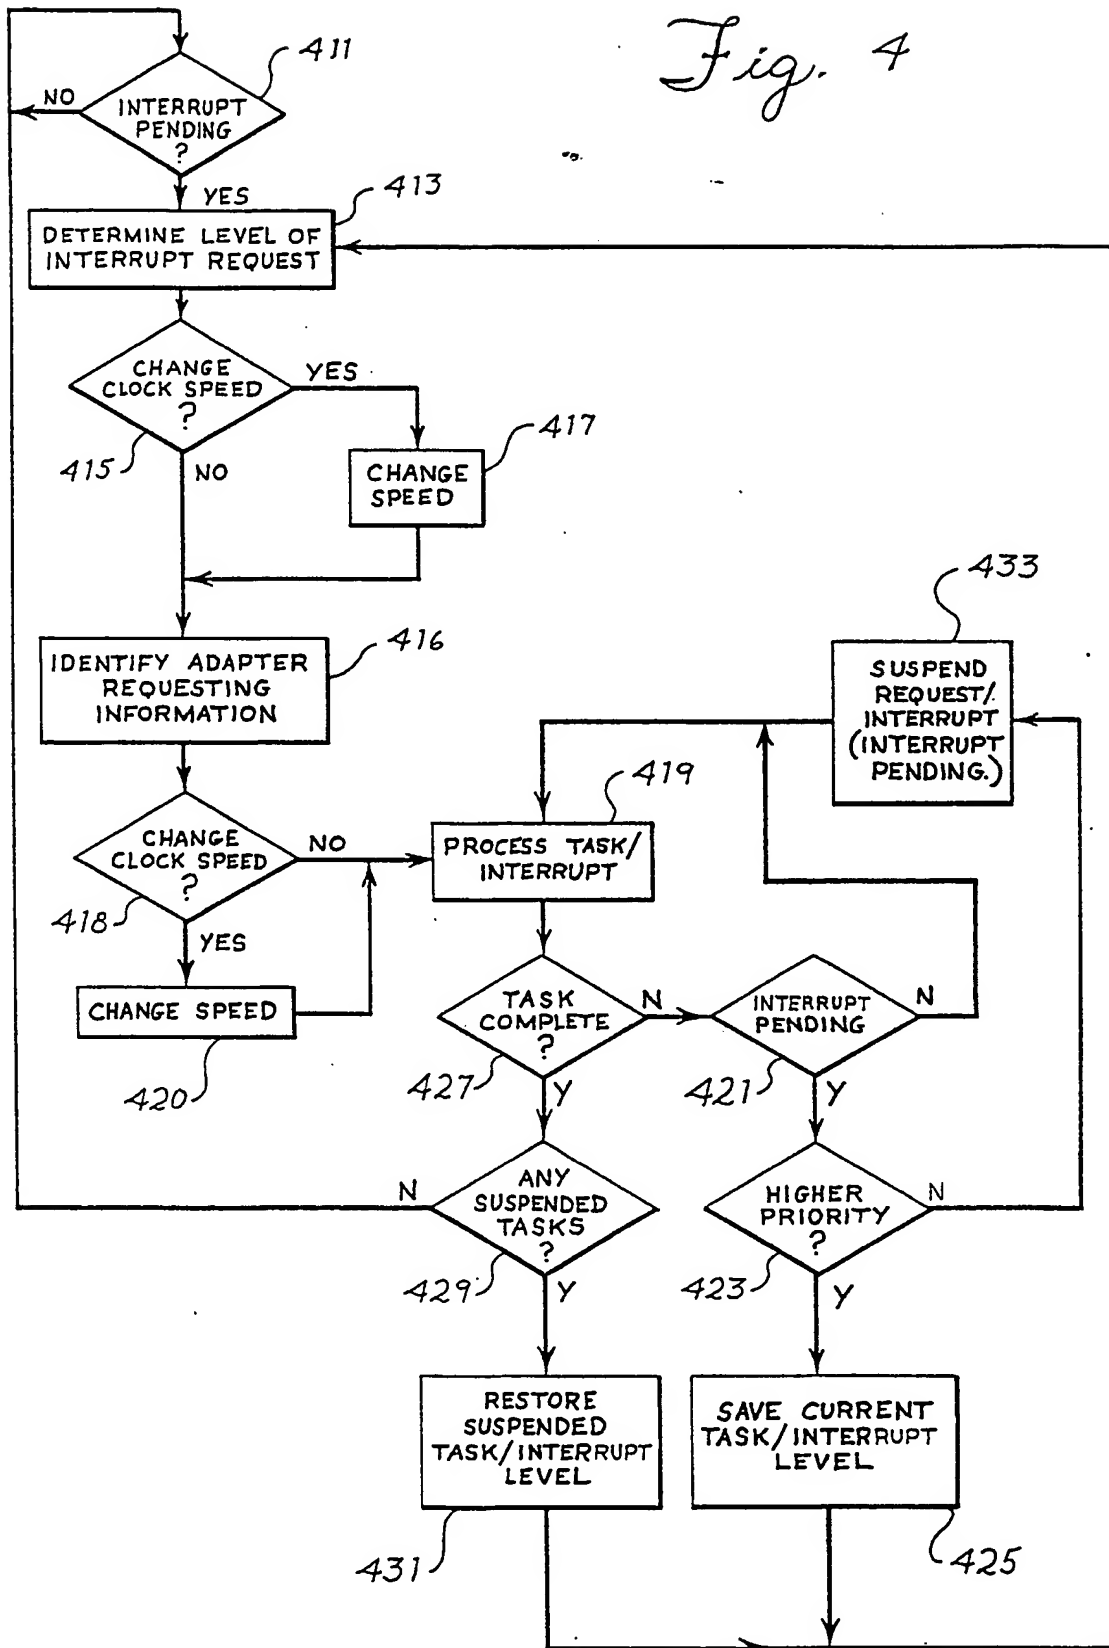 Fig. 4
411
NO
INTERRUPT
PENDING
?
YES
413
DETERMINE LEVEL OF
INTERRUPT REQUEST
CHANGE
CLOCK SPEED
?
YES
415
NO
417
CHANGE
SPEED
416
IDENTIFY ADAPTER
REQUESTING
INFORMATION
433
SUSPEND
REQUEST/
INTERRUPT
(INTERRUPT
PENDING.)
CHANGE
CLOCK SPEED
?
NO
418
YES
CHANGE SPEED
420
419
PROCESS TASK/
INTERRUPT
TASK
COMPLETE
?
N
427
Y
INTERRUPT
PENDING
N
421
Y
N
ANY
SUSPENDED
TASKS
?
429
Y
HIGHER
PRIORITY
?
N
423
Y
RESTORE
SUSPENDED
TASK/INTERRUPT
LEVEL
431
SAVE CURRENT
TASK/INTERRUPT
LEVEL
425